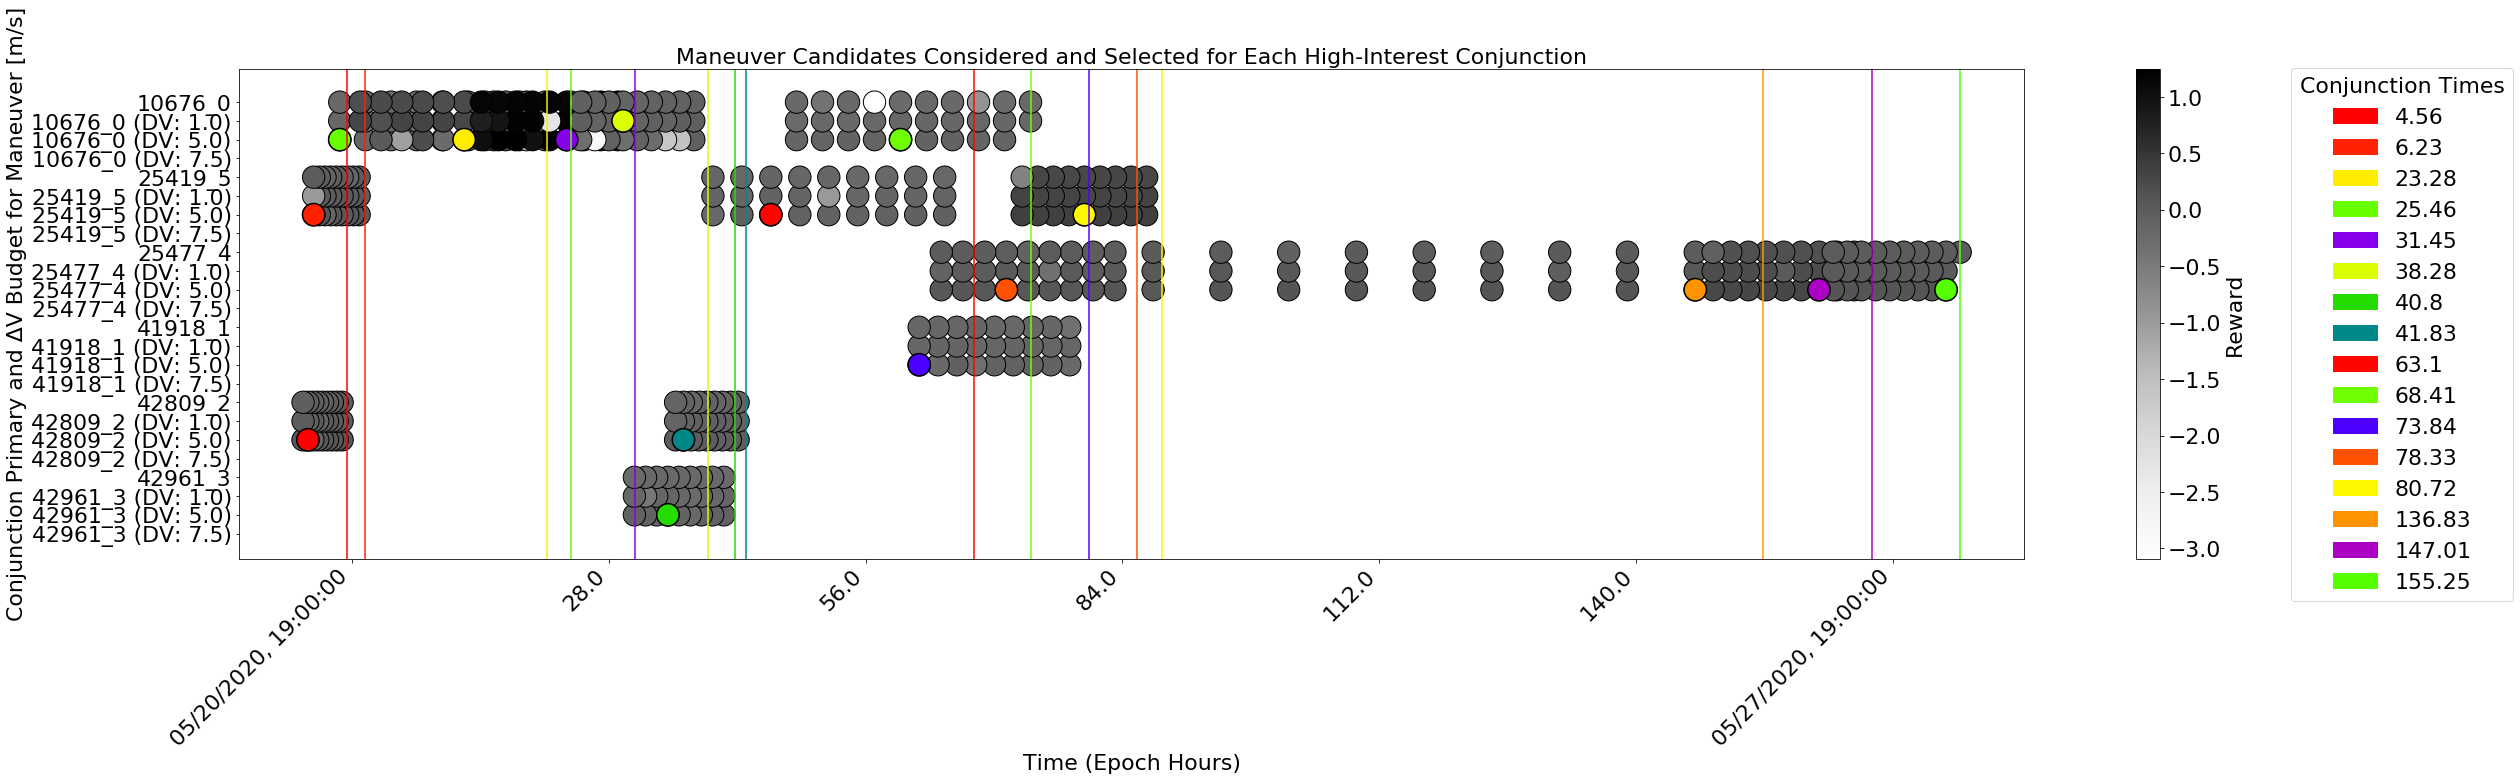 Maneuver Candidates Considered and Selected for Each High-Interest Conjunction
Conjunction Primary and ΔV Budget for Maneuver [m/s]
10676_0
10676_0 (DV: 1.0)
10676_0 (DV: 5.0)
10676_0 (DV: 7.5)
25419_5
25419_5 (DV: 1.0)
25419_5 (DV: 5.0)
25419_5 (DV: 7.5)
25477_4
25477_4 (DV: 1.0)
25477_4 (DV: 5.0)
25477_4 (DV: 7.5)
41918_1
41918_1 (DV: 1.0)
41918_1 (DV: 5.0)
41918_1 (DV: 7.5)
42809_2
42809_2 (DV: 1.0)
42809_2 (DV: 5.0)
42809_2 (DV: 7.5)
42961_3
42961_3 (DV: 1.0)
42961_3 (DV: 5.0)
42961_3 (DV: 7.5)
05/20/2020, 19:00:00
28.0
56.0
84.0
112.0
140.0
05/27/2020, 19:00:00
Time (Epoch Hours)
1.0
0.5
0.0
−0.5
−1.0
−1.5
−2.0
−2.5
−3.0
Reward
Conjunction Times
4.56
6.23
23.28
25.46
31.45
38.28
40.8
41.83
63.1
68.41
73.84
78.33
80.72
136.83
147.01
155.25